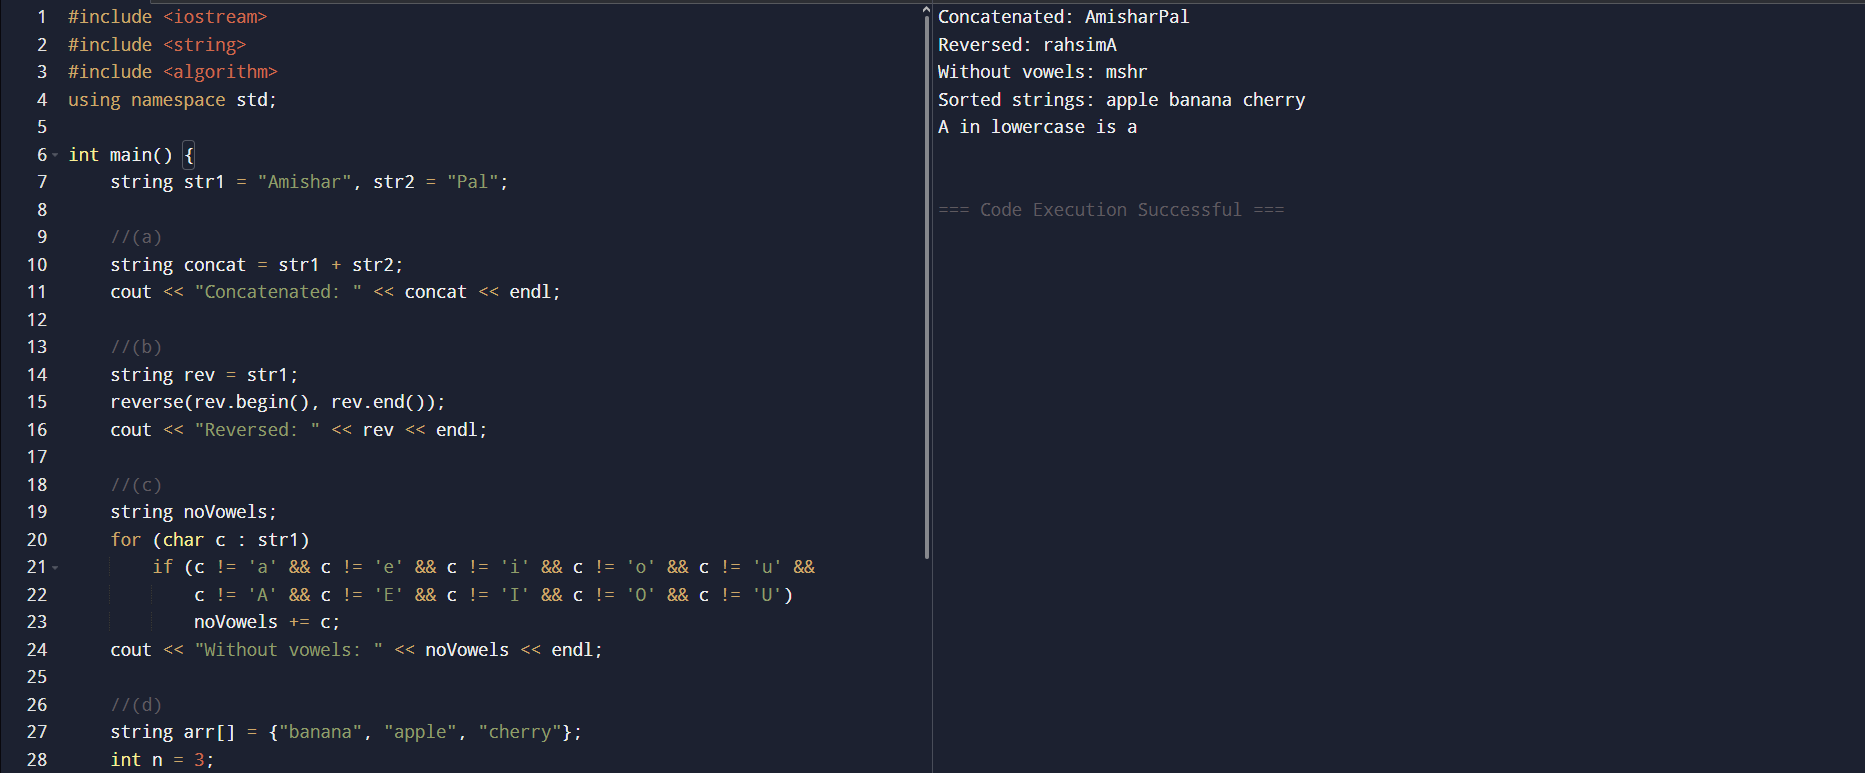 1 #include <iostream>
2 #include <string>
3 #include <algorithm>
4 using namespace std;
5
6 int main() {
7     string str1 = "Amishar", str2 = "Pal";
8
9     //(a)
10     string concat = str1 + str2;
11     cout << "Concatenated: " << concat << endl;
12
13     //(b)
14     string rev = str1;
15     reverse(rev.begin(), rev.end());
16     cout << "Reversed: " << rev << endl;
17
18     //(c)
19     string noVowels;
20     for (char c : str1)
21         if (c != 'a' && c != 'e' && c != 'i' && c != 'o' && c != 'u' &&
22             c != 'A' && c != 'E' && c != 'I' && c != 'O' && c != 'U')
23             noVowels += c;
24     cout << "Without vowels: " << noVowels << endl;
25
26     //(d)
27     string arr[] = {"banana", "apple", "cherry"};
28     int n = 3;
Concatenated: AmisharPal
Reversed: rahsimA
Without vowels: mshr
Sorted strings: apple banana cherry
A in lowercase is a
=== Code Execution Successful ===